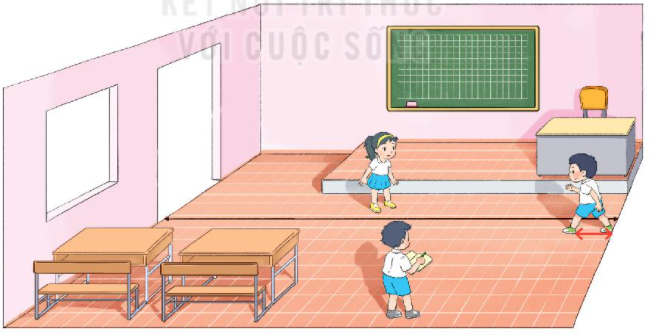 KẾT NỐI TRI THỨC
VỚI CUỘC SỐNG